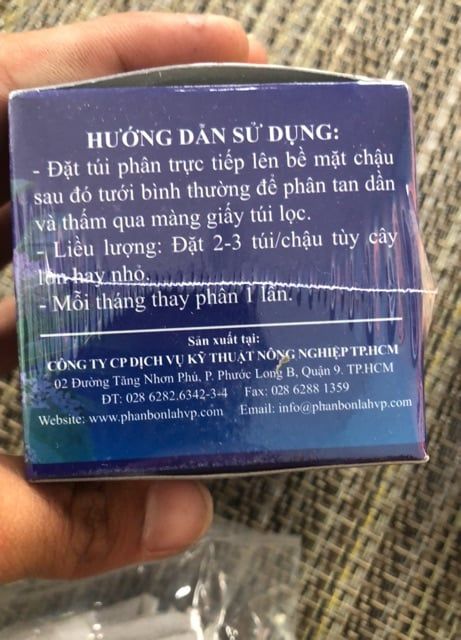 HƯỚNG DẪN SỬ DỤNG:
- Đặt túi phân trực tiếp lên bề mặt chậu
sau đó tưới bình thường để phân tan dần
và thấm qua màng giấy túi lọc.
- Liều lượng: Đặt 2-3 túi/chậu tùy cây
lớn hay nhỏ.
- Mỗi tháng thay phân 1 lần.
Sản xuất tại:
CÔNG TY CP DỊCH VỤ KỸ THUẬT NÔNG NGHIỆP TP.HCM
02 Đường Tăng Nhơn Phú, P. Phước Long B, Quận 9. TP.HCM
ĐT: 028 6282.6342-3-4 Fax: 028 6288 1359
Website: www.phanbonlahvp.com Email: info@phanbonlahvp.com